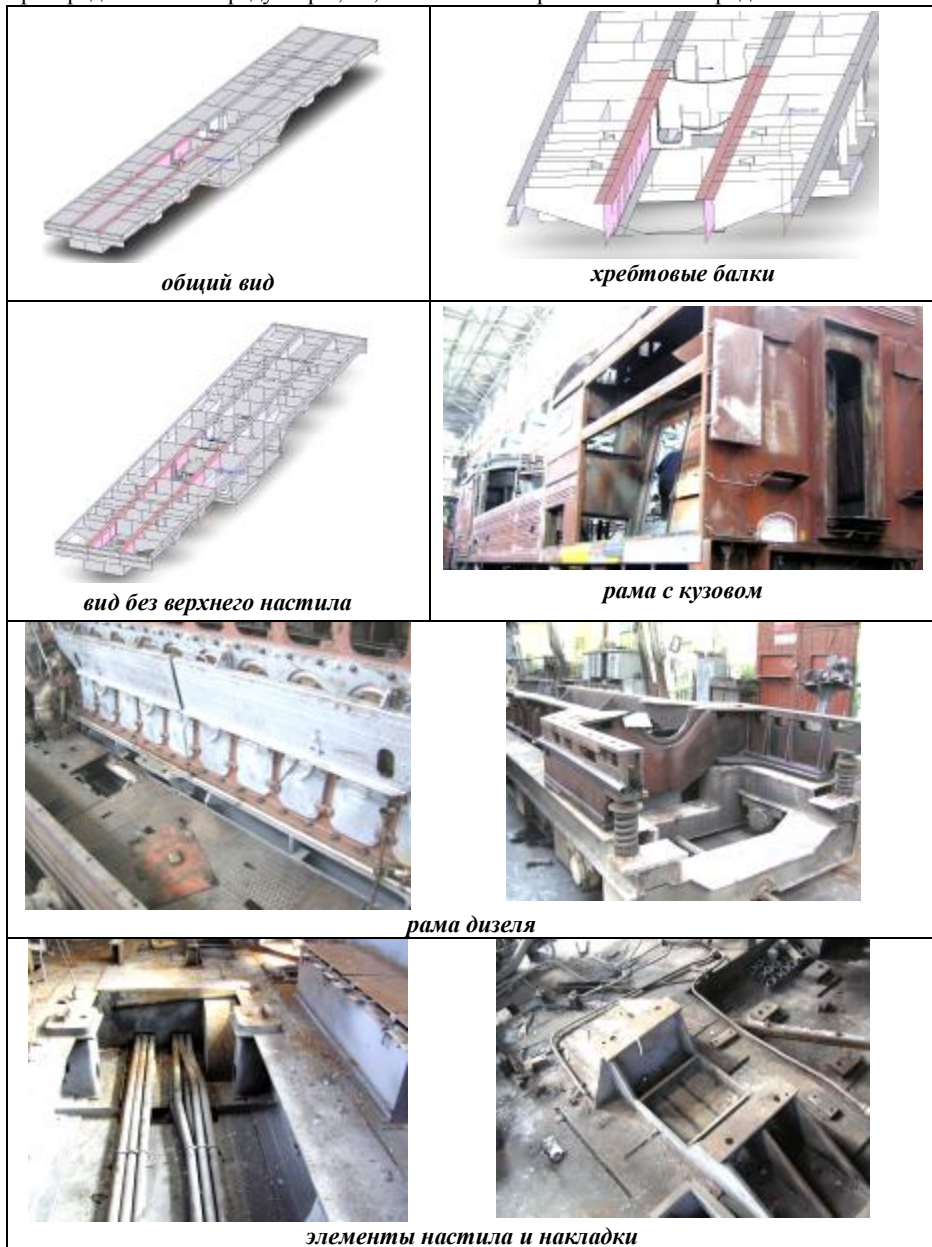 общий вид
хребтовые балки
вид без верхнего настила
рама с кузовом
рама дизеля
элементы настила и накладки